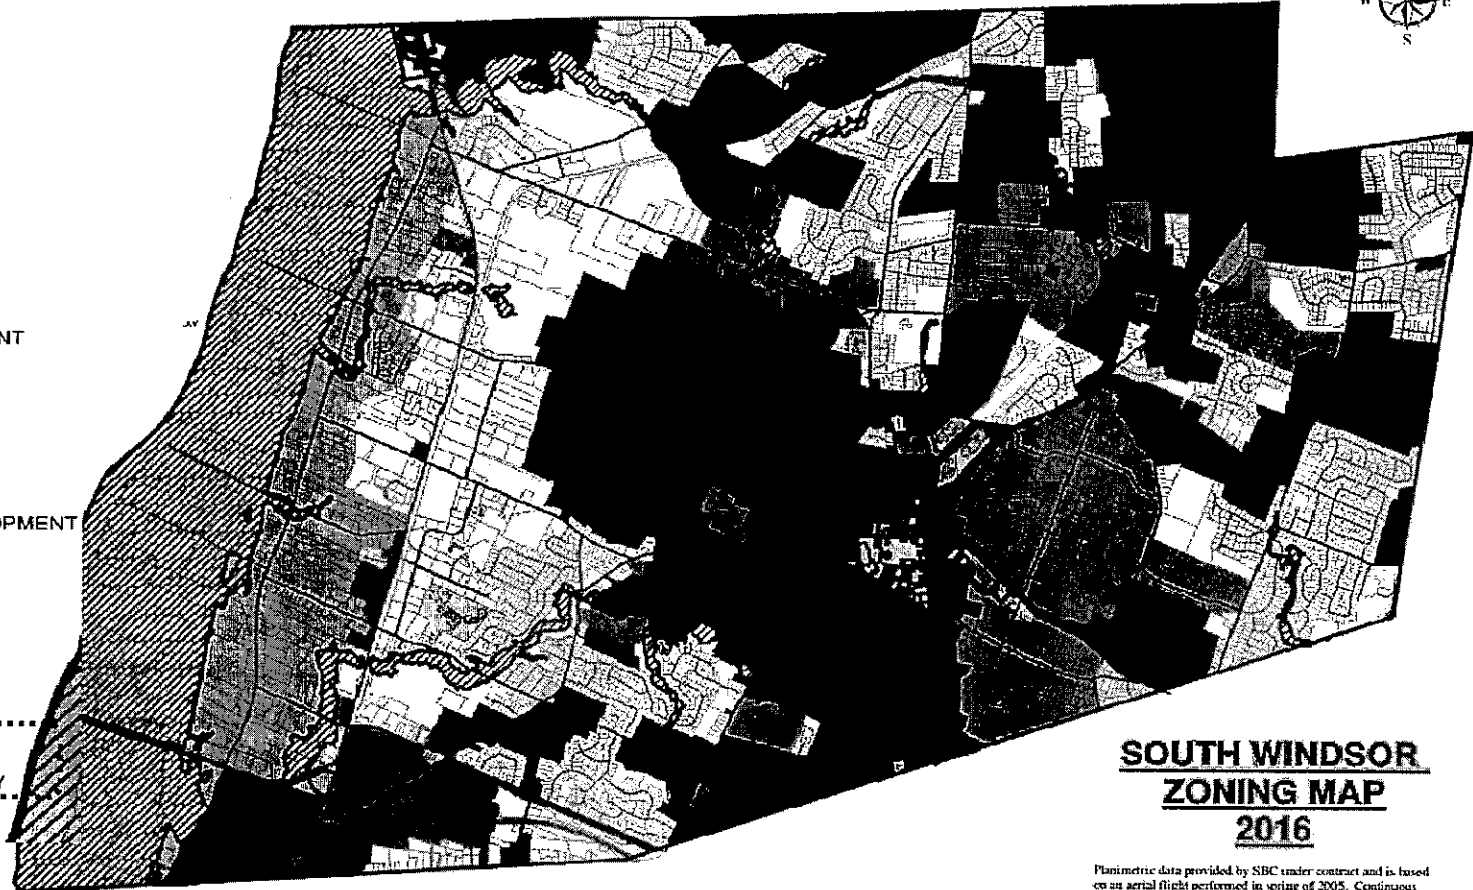 S
NT
OPMENT
Y
SOUTH WINDSOR
ZONING MAP
2016
Planimetric data provided by SBC under contract and is based
on an aerial flight performed in spring of 2005. Continuous